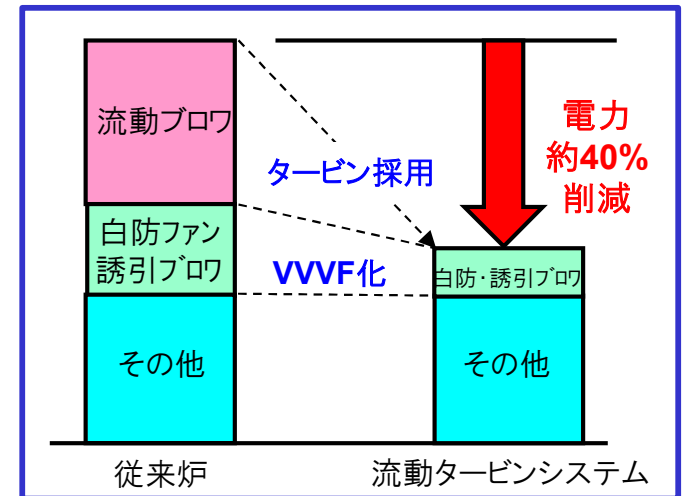 流動ブロワ
白防ファン
誘引ブロワ
その他
従来炉
タービン採用
VVVF化
電力
約40%
削減
白防・誘引ブロワ
その他
流動タービンシステム